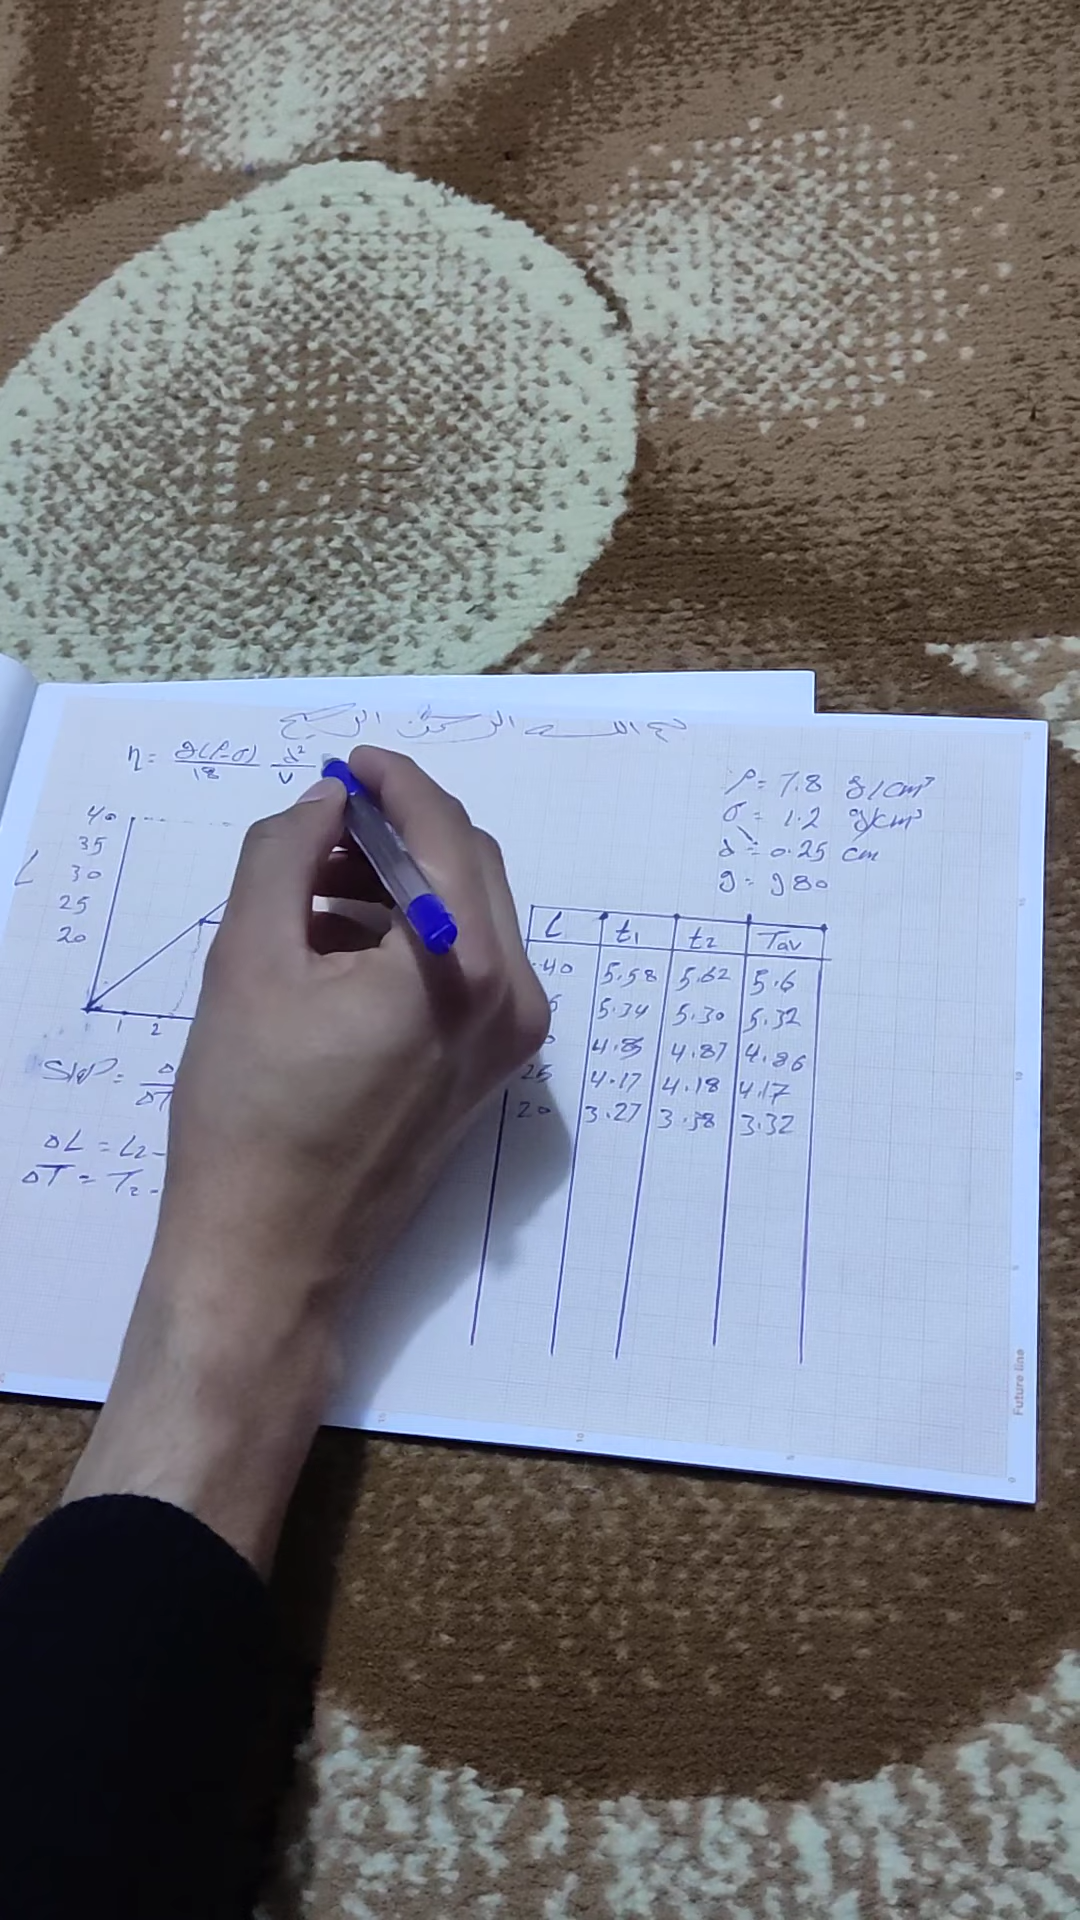 بسم الله الرحمن الرحيم
η = g(ρ-σ)/18 d²/v
ρ = 7.8 g/cm³
σ = 1.2 g/cm³
d = 0.25 cm
g = 980
40
35
L 30
25
20
1 2
L t₁ t₂ Tav
40 5.58 5.62 5.6
5.34 5.30 5.32
4.85 4.87 4.86
25 4.17 4.18 4.17
20 3.27 3.38 3.32
Slop = Δ/ΔT
ΔL = L₂-
ΔT = T₂-
Future line